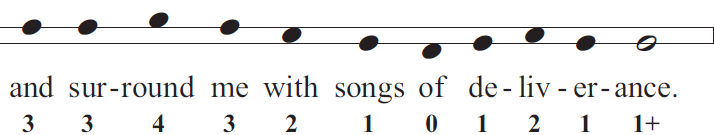 and sur-round me with songs of de-liv-er-ance.
3 3 4 3 2 1 0 1 2 1 1+